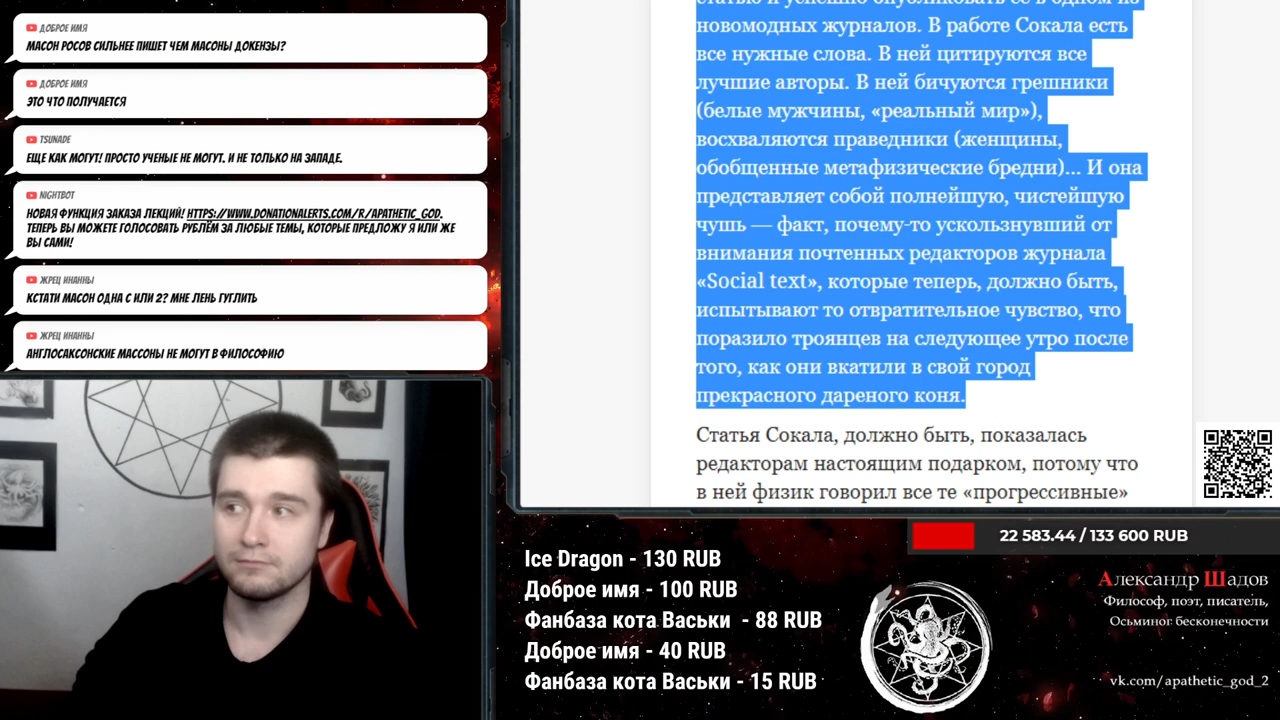 ДОБРОЕ ИМЯ
МАСОН РОСОВ СИЛЬНЕЕ ПИШЕТ ЧЕМ МАСОНЫ ДОКЕНЗЫ?
ДОБРОЕ ИМЯ
ЭТО ЧТО ПОЛУЧАЕТСЯ
TSUNADE
ЕЩЕ КАК МОГУТ! ПРОСТО УЧЕНЫЕ НЕ МОГУТ. И НЕ ТОЛЬКО НА ЗАПАДЕ.
NIGHTBOT
НОВАЯ ФУНКЦИЯ ЗАКАЗА ЛЕКЦИЙ! HTTPS://WWW.DONATIONALERTS.COM/R/APATHETIC_GOD.
ТЕПЕРЬ ВЫ МОЖЕТЕ ГОЛОСОВАТЬ РУБЛЁМ ЗА ЛЮБЫЕ ТЕМЫ, КОТОРЫЕ ПРЕДЛОЖУ Я ИЛИ ЖЕ
ВЫ САМИ!
ЖРЕЦ ИНАННЫ
КСТАТИ МАСОН ОДНА С ИЛИ 2? МНЕ ЛЕНЬ ГУГЛИТЬ
ЖРЕЦ ИНАННЫ
АНГЛОСАКСОНСКИЕ МАССОНЫ НЕ МОГУТ В ФИЛОСОФИЮ
статью и успешно опубликовать ее в одном из
новомодных журналов. В работе Сокала есть
все нужные слова. В ней цитируются все
лучшие авторы. В ней бичуются грешники
(белые мужчины, «реальный мир»),
восхваляются праведники (женщины,
обобщенные метафизические бредни)... И она
представляет собой полнейшую, чистейшую
чушь — факт, почему-то ускользнувший от
внимания почтенных редакторов журнала
«Social text», которые теперь, должно быть,
испытывают то отвратительное чувство, что
поразило троянцев на следующее утро после
того, как они вкатили в свой город
прекрасного дареного коня.
Статья Сокала, должно быть, показалась
редакторам настоящим подарком, потому что
в ней физик говорил все те «прогрессивные»
22 583.44 / 133 600 RUB
Ice Dragon - 130 RUB
Доброе имя - 100 RUB
Фанбаза кота Васьки - 88 RUB
Доброе имя - 40 RUB
Фанбаза кота Васьки - 15 RUB
Александр Шадов
Философ, поэт, писатель,
Осьминог бесконечности
vk.com/apathetic_god_2